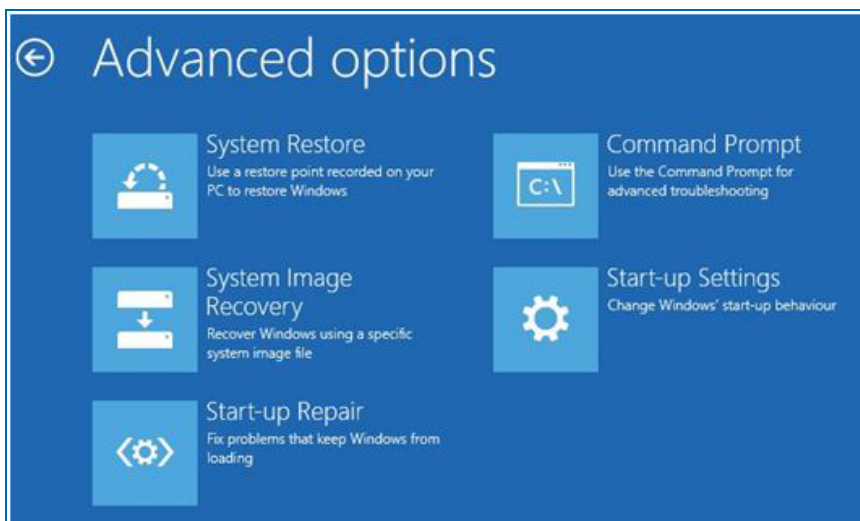 Advanced options
System Restore
Use a restore point recorded on your
PC to restore Windows
Command Prompt
Use the Command Prompt for
advanced troubleshooting
C:\
System Image
Recovery
Recover Windows using a specific
system image file
Start-up Settings
Change Windows' start-up behaviour
Start-up Repair
Fix problems that keep Windows from
loading